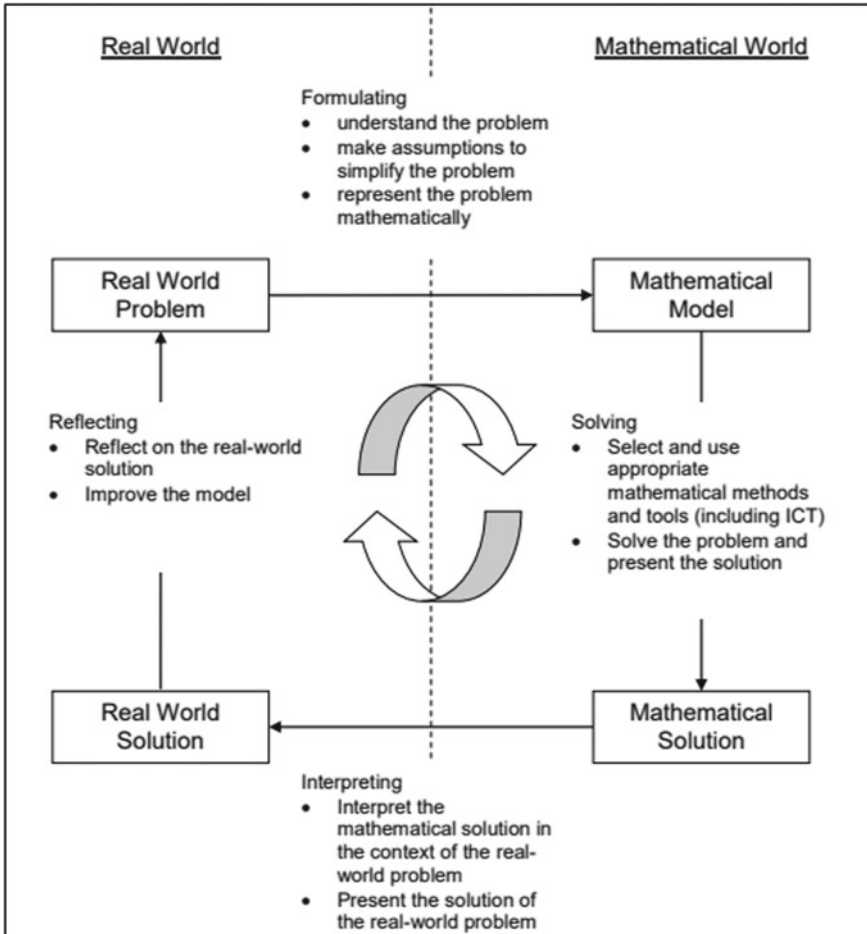 Real World
Mathematical World
Formulating
• understand the problem
• make assumptions to
simplify the problem
• represent the problem
mathematically
Real World
Problem
Mathematical
Model
Reflecting
• Reflect on the real-world
solution
• Improve the model
Solving
• Select and use
appropriate
mathematical methods
and tools (including ICT)
• Solve the problem and
present the solution
Real World
Solution
Mathematical
Solution
Interpreting
• Interpret the
mathematical solution in
the context of the real-
world problem
• Present the solution of
the real-world problem